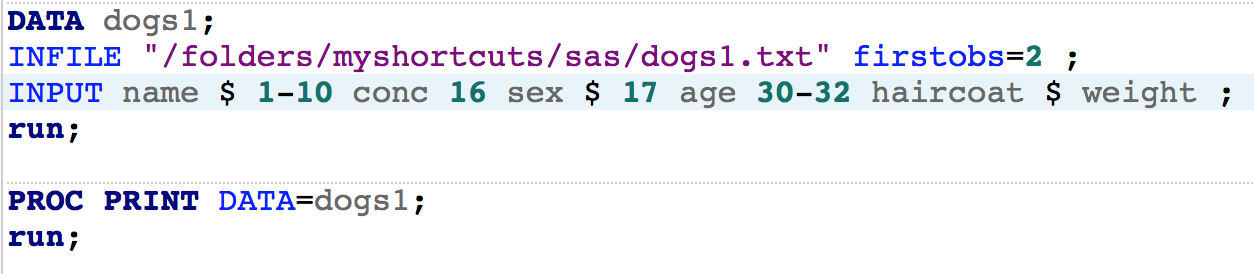 DATA dogs1;
INFILE "/folders/myshortcuts/sas/dogs1.txt" firstobs=2 ;
INPUT name $ 1-10 conc 16 sex $ 17 age 30-32 haircoat $ weight ;
run;
PROC PRINT DATA=dogs1;
run;